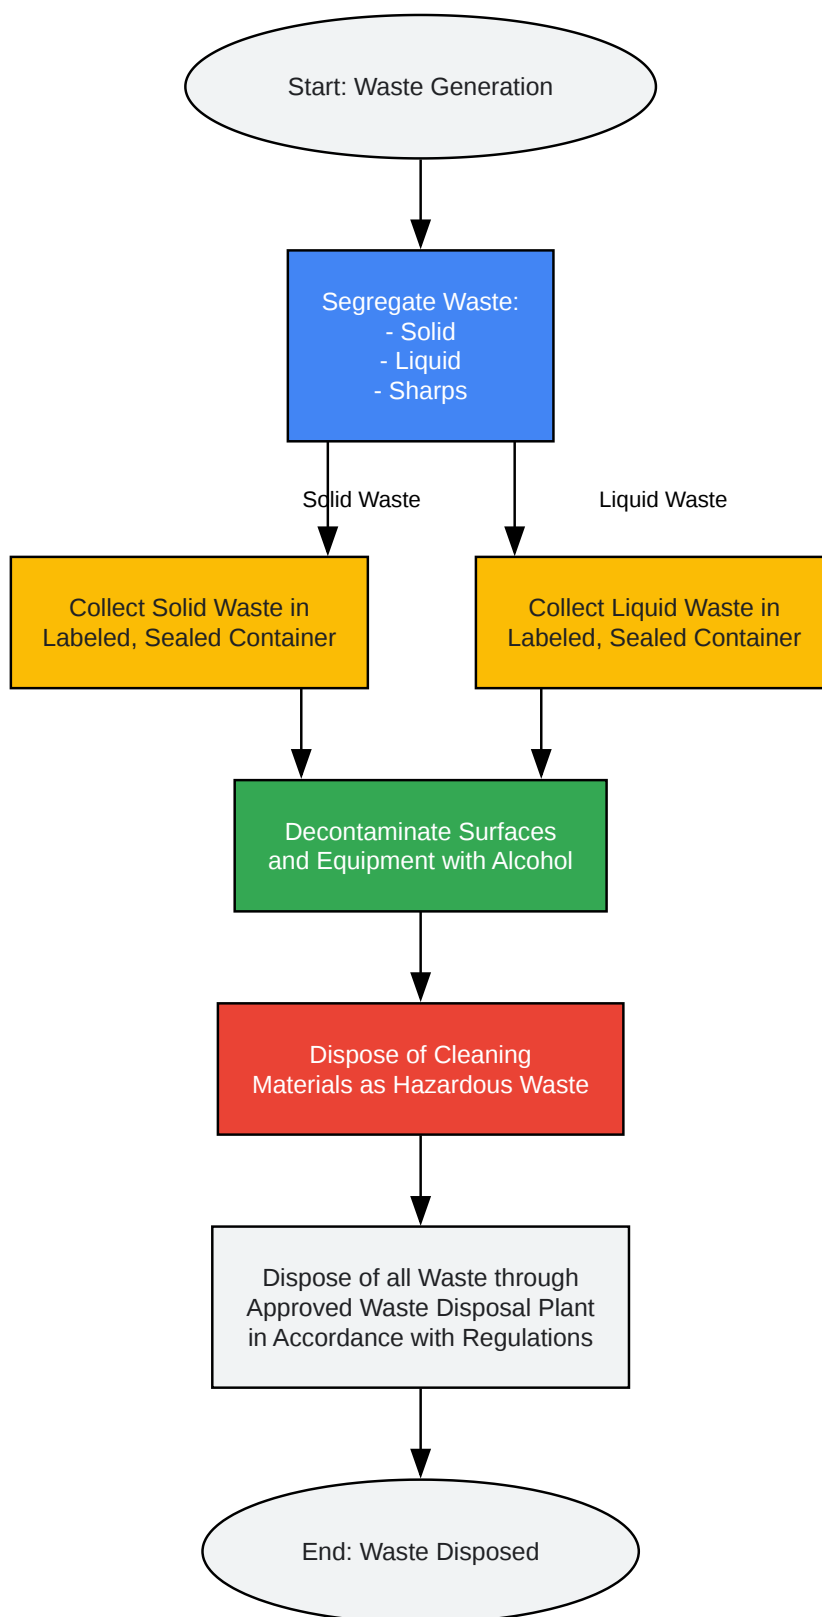 Start: Waste Generation
Segregate Waste:
- Solid
- Liquid
- Sharps
Solid Waste
Liquid Waste
Collect Solid Waste in
Labeled, Sealed Container
Collect Liquid Waste in
Labeled, Sealed Container
Decontaminate Surfaces
and Equipment with Alcohol
Dispose of Cleaning
Materials as Hazardous Waste
Dispose of all Waste through
Approved Waste Disposal Plant
in Accordance with Regulations
End: Waste Disposed